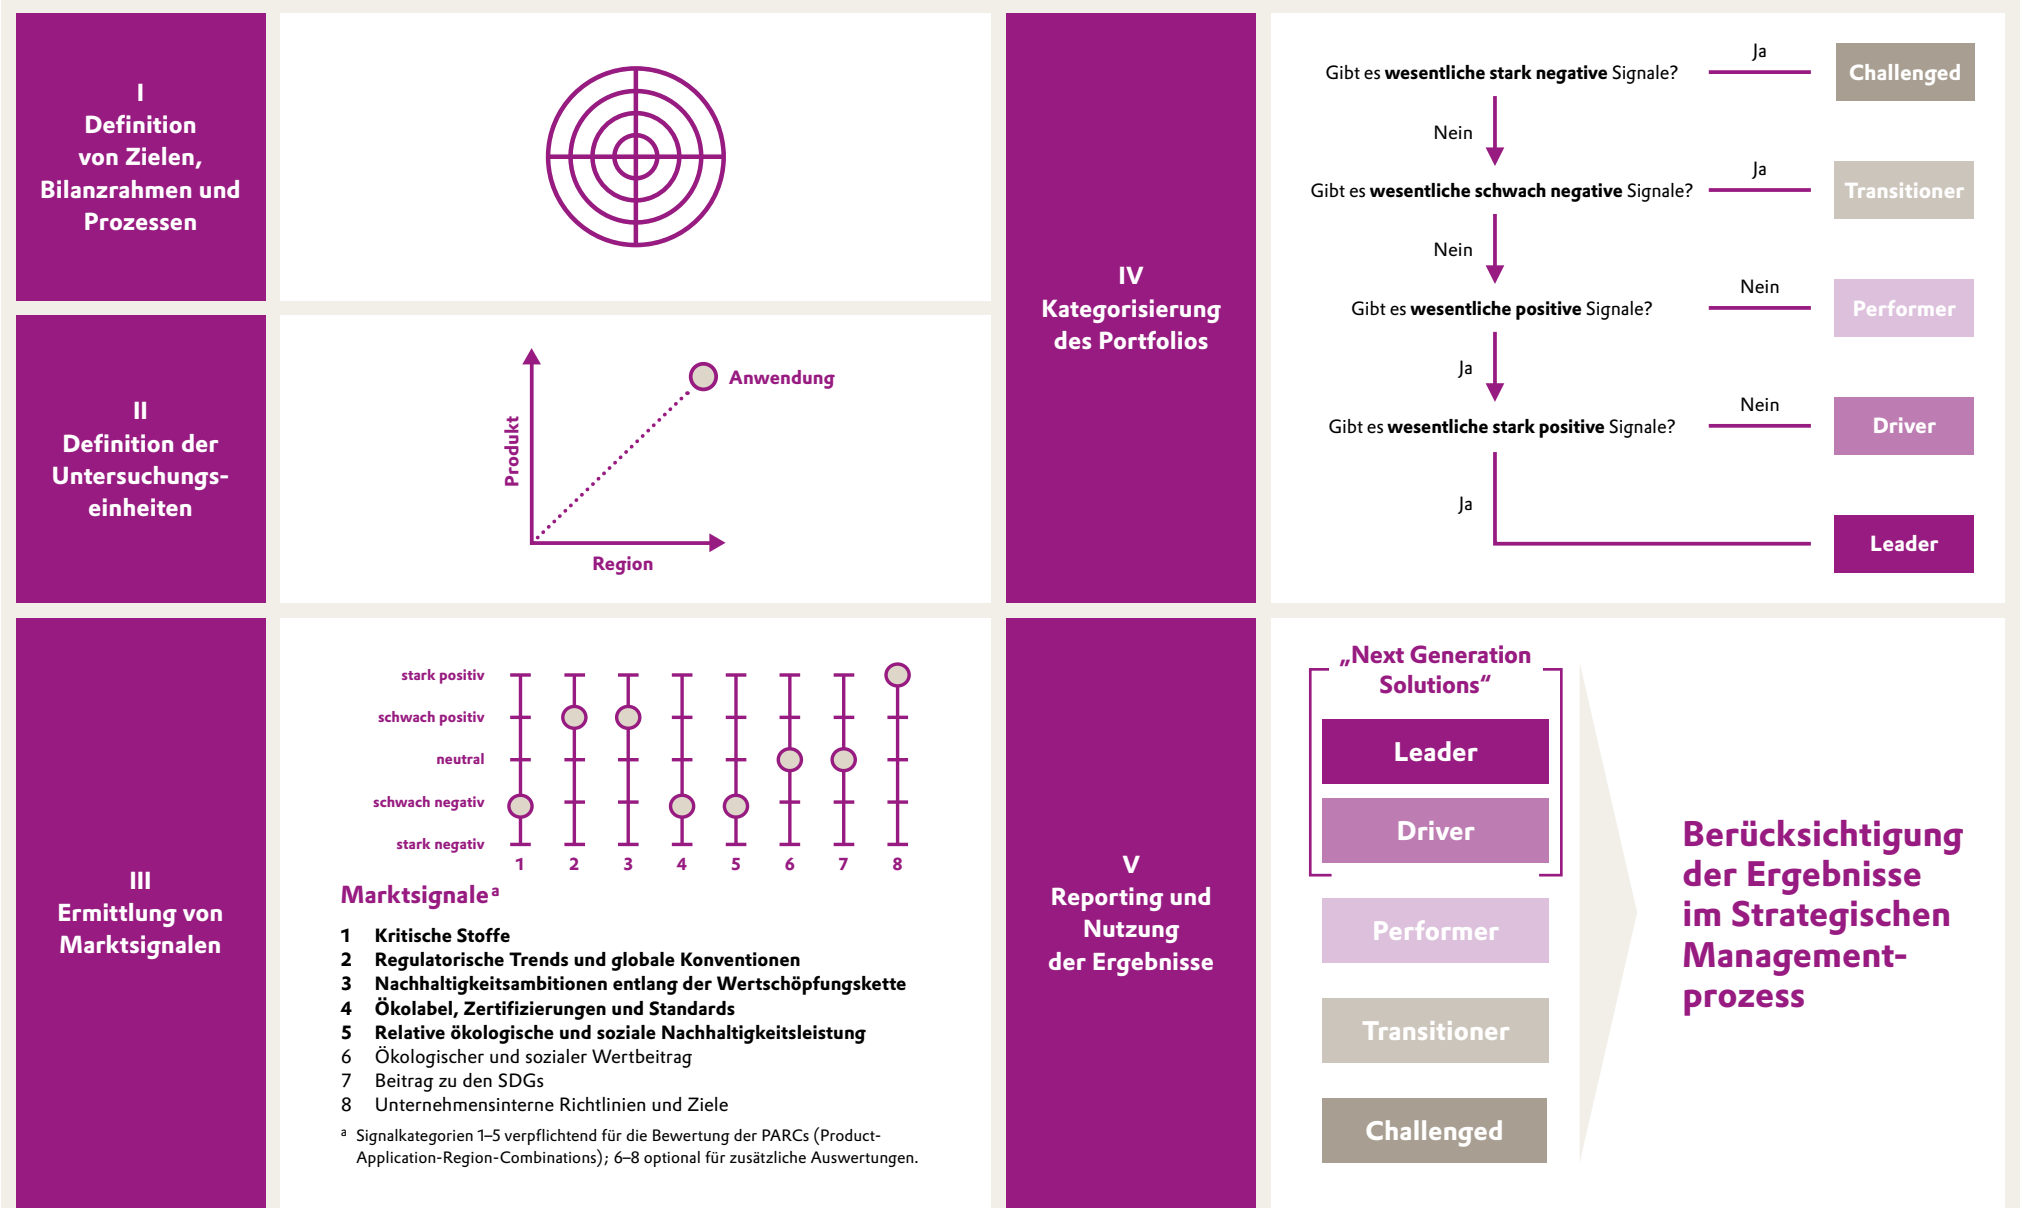 I
Definition
von Zielen,
Bilanzrahmen und
Prozessen
II
Definition der
Untersuchungs-
einheiten
Produkt
Anwendung
Region
III
Ermittlung von
Marktsignalen
stark positiv
schwach positiv
neutral
schwach negativ
stark negativ
1 2 3 4 5 6 7 8
Marktsignale a
1 Kritische Stoffe
2 Regulatorische Trends und globale Konventionen
3 Nachhaltigkeitsambitionen entlang der Wertschöpfungskette
4 Ökolabel, Zertifizierungen und Standards
5 Relative ökologische und soziale Nachhaltigkeitsleistung
6 Ökologischer und sozialer Wertbeitrag
7 Beitrag zu den SDGs
8 Unternehmensinterne Richtlinien und Ziele
a Signalkategorien 1–5 verpflichtend für die Bewertung der PARCs (Product-
Application-Region-Combinations); 6–8 optional für zusätzliche Auswertungen.
IV
Kategorisierung
des Portfolios
Gibt es wesentliche stark negative Signale?
Ja
Challenged
Nein
Gibt es wesentliche schwach negative Signale?
Ja
Transitioner
Nein
Gibt es wesentliche positive Signale?
Nein
Performer
Ja
Gibt es wesentliche stark positive Signale?
Nein
Driver
Ja
Leader
V
Reporting und
Nutzung
der Ergebnisse
„Next Generation
Solutions“
Leader
Driver
Performer
Transitioner
Challenged
Berücksichtigung
der Ergebnisse
im Strategischen
Management-
prozess